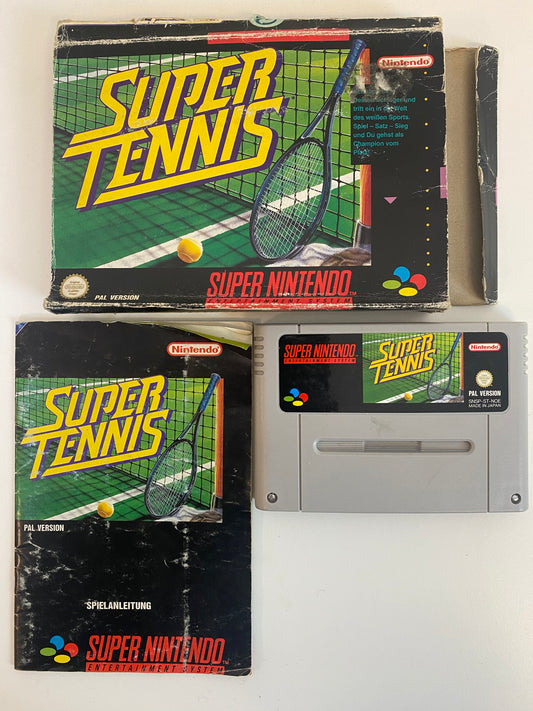 SUPER
TENNIS
Nintendo
tritt ein in die Welt
des weißen Sports.
Spiel – Satz – Sieg
und Du gehst als
Champion vom
PAL VERSION
SUPER NINTENDO
ENTERTAINMENT SYSTEM
Nintendo
SUPER
TENNIS
PAL VERSION
SPIELANLEITUNG
SUPER NINTENDO
ENTERTAINMENT SYSTEM
SUPER NINTENDO
ENTERTAINMENT SYSTEM
SUPER
TENNIS
Nintendo
PAL VERSION
SNSP-ST-NOE
MADE IN JAPAN